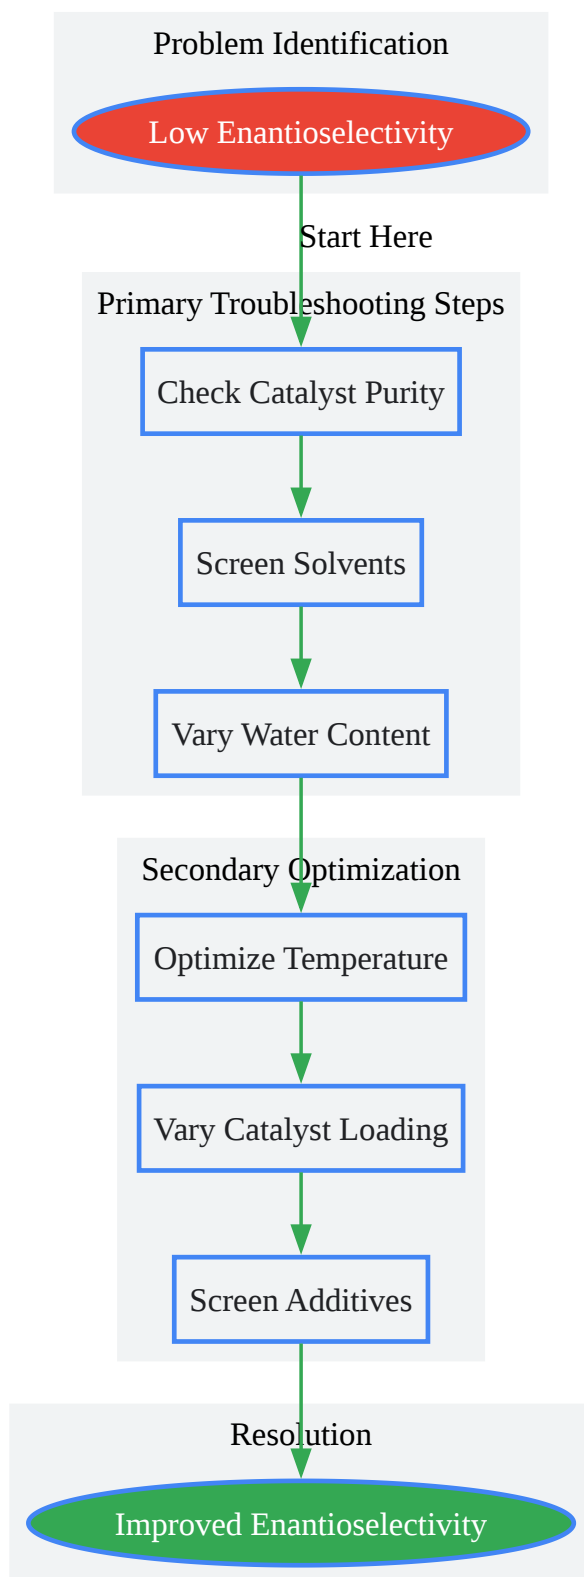 Problem Identification
Low Enantioselectivity
Start Here
Primary Troubleshooting Steps
Check Catalyst Purity
Screen Solvents
Vary Water Content
Secondary Optimization
Optimize Temperature
Vary Catalyst Loading
Screen Additives
Resolution
Improved Enantioselectivity